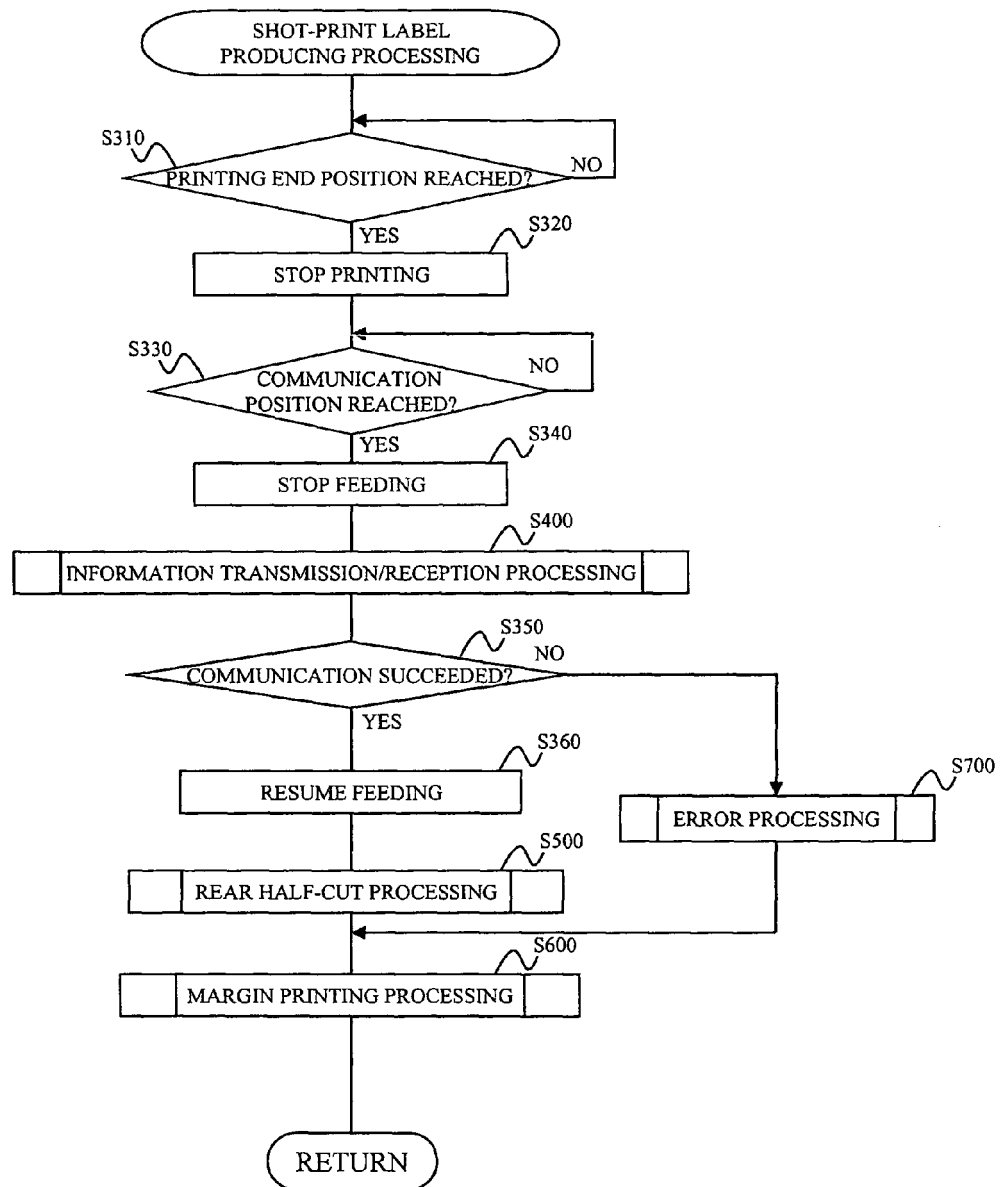 SHOT-PRINT LABEL
PRODUCING PROCESSING
S310
PRINTING END POSITION REACHED?
NO
YES
S320
STOP PRINTING
S330
COMMUNICATION
POSITION REACHED?
NO
YES
S340
STOP FEEDING
S400
INFORMATION TRANSMISSION/RECEPTION PROCESSING
S350
COMMUNICATION SUCCEEDED?
NO
YES
S360
RESUME FEEDING
S700
ERROR PROCESSING
S500
REAR HALF-CUT PROCESSING
S600
MARGIN PRINTING PROCESSING
RETURN